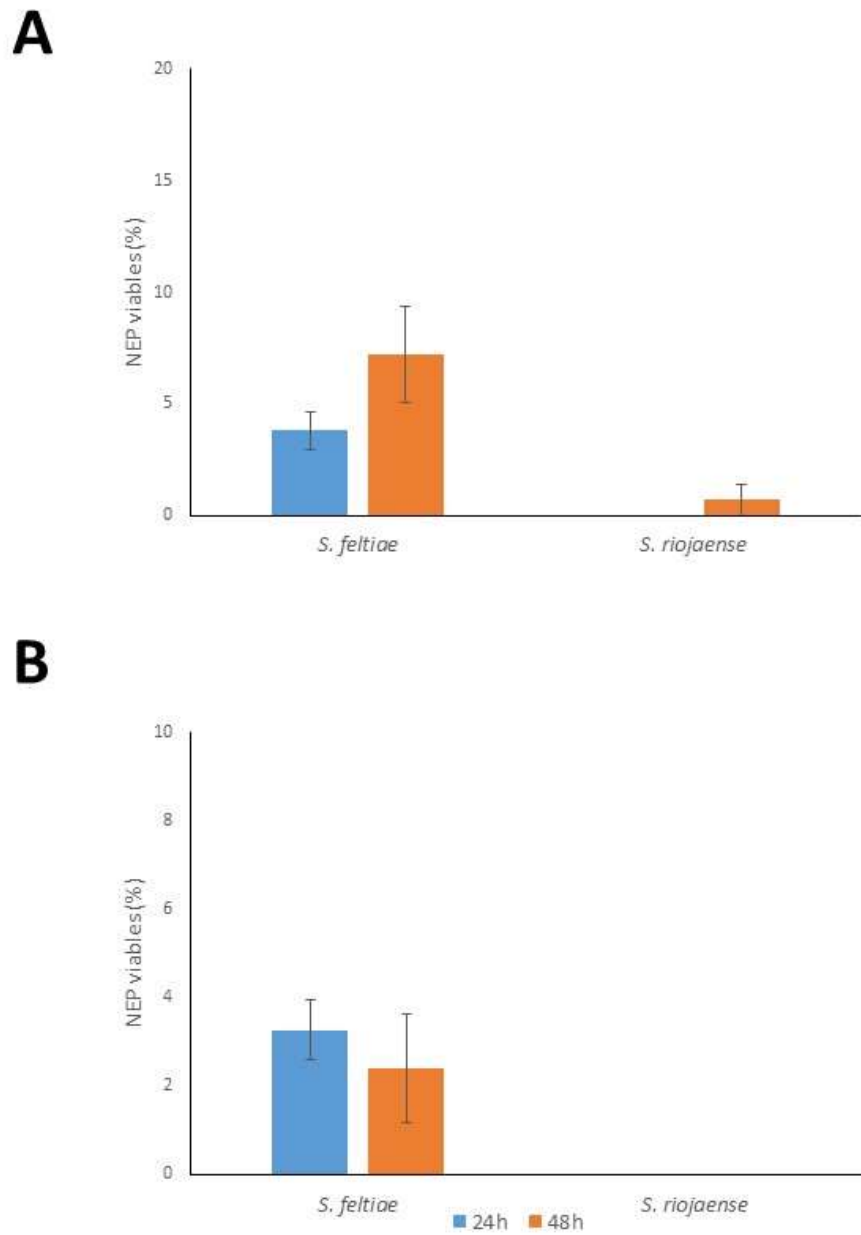 A
20
15
10
5
0
NEP viables (%)
S. feltiae S. riojaense
B
10
8
6
4
2
0
NEP viables (%)
S. feltiae S. riojaense
24h 48h